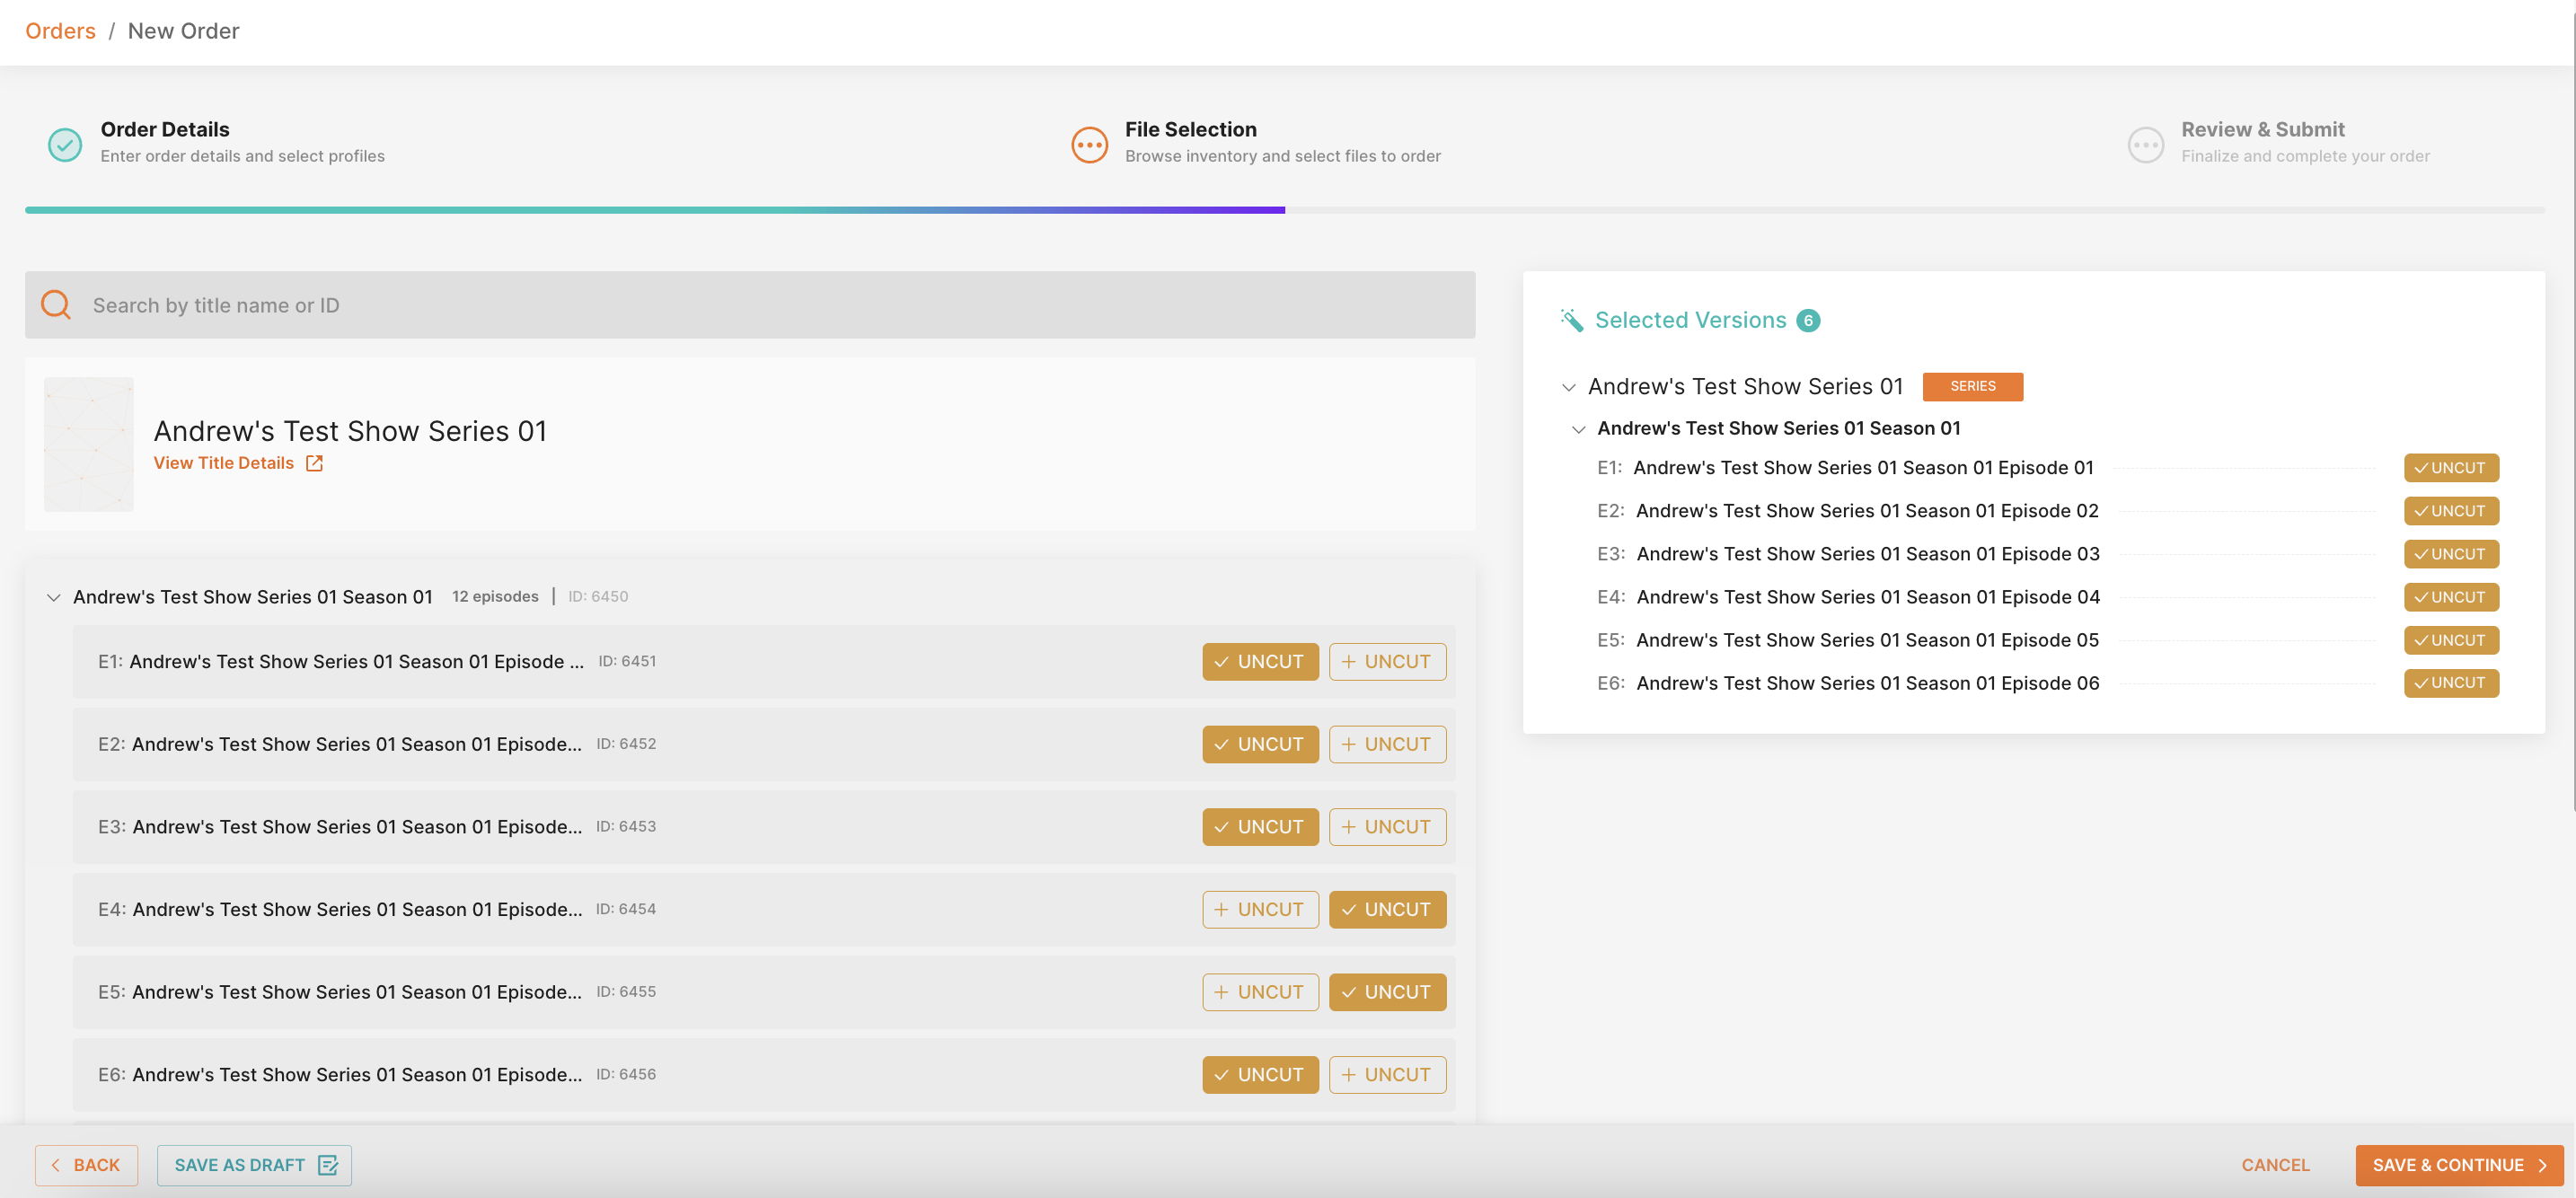 Orders / New Order
Order Details
Enter order details and select profiles
File Selection
Browse inventory and select files to order
Review & Submit
Finalize and complete your order
Search by title name or ID
Andrew's Test Show Series 01
View Title Details
Andrew's Test Show Series 01 Season 01 12 episodes | ID: 6450
E1: Andrew's Test Show Series 01 Season 01 Episode ... ID: 6451 UNCUT UNCUT
E2: Andrew's Test Show Series 01 Season 01 Episode... ID: 6452 UNCUT UNCUT
E3: Andrew's Test Show Series 01 Season 01 Episode... ID: 6453 UNCUT UNCUT
E4: Andrew's Test Show Series 01 Season 01 Episode... ID: 6454 UNCUT UNCUT
E5: Andrew's Test Show Series 01 Season 01 Episode... ID: 6455 UNCUT UNCUT
E6: Andrew's Test Show Series 01 Season 01 Episode... ID: 6456 UNCUT UNCUT
Selected Versions 6
Andrew's Test Show Series 01 SERIES
Andrew's Test Show Series 01 Season 01
E1: Andrew's Test Show Series 01 Season 01 Episode 01 UNCUT
E2: Andrew's Test Show Series 01 Season 01 Episode 02 UNCUT
E3: Andrew's Test Show Series 01 Season 01 Episode 03 UNCUT
E4: Andrew's Test Show Series 01 Season 01 Episode 04 UNCUT
E5: Andrew's Test Show Series 01 Season 01 Episode 05 UNCUT
E6: Andrew's Test Show Series 01 Season 01 Episode 06 UNCUT
BACK
SAVE AS DRAFT
CANCEL
SAVE & CONTINUE